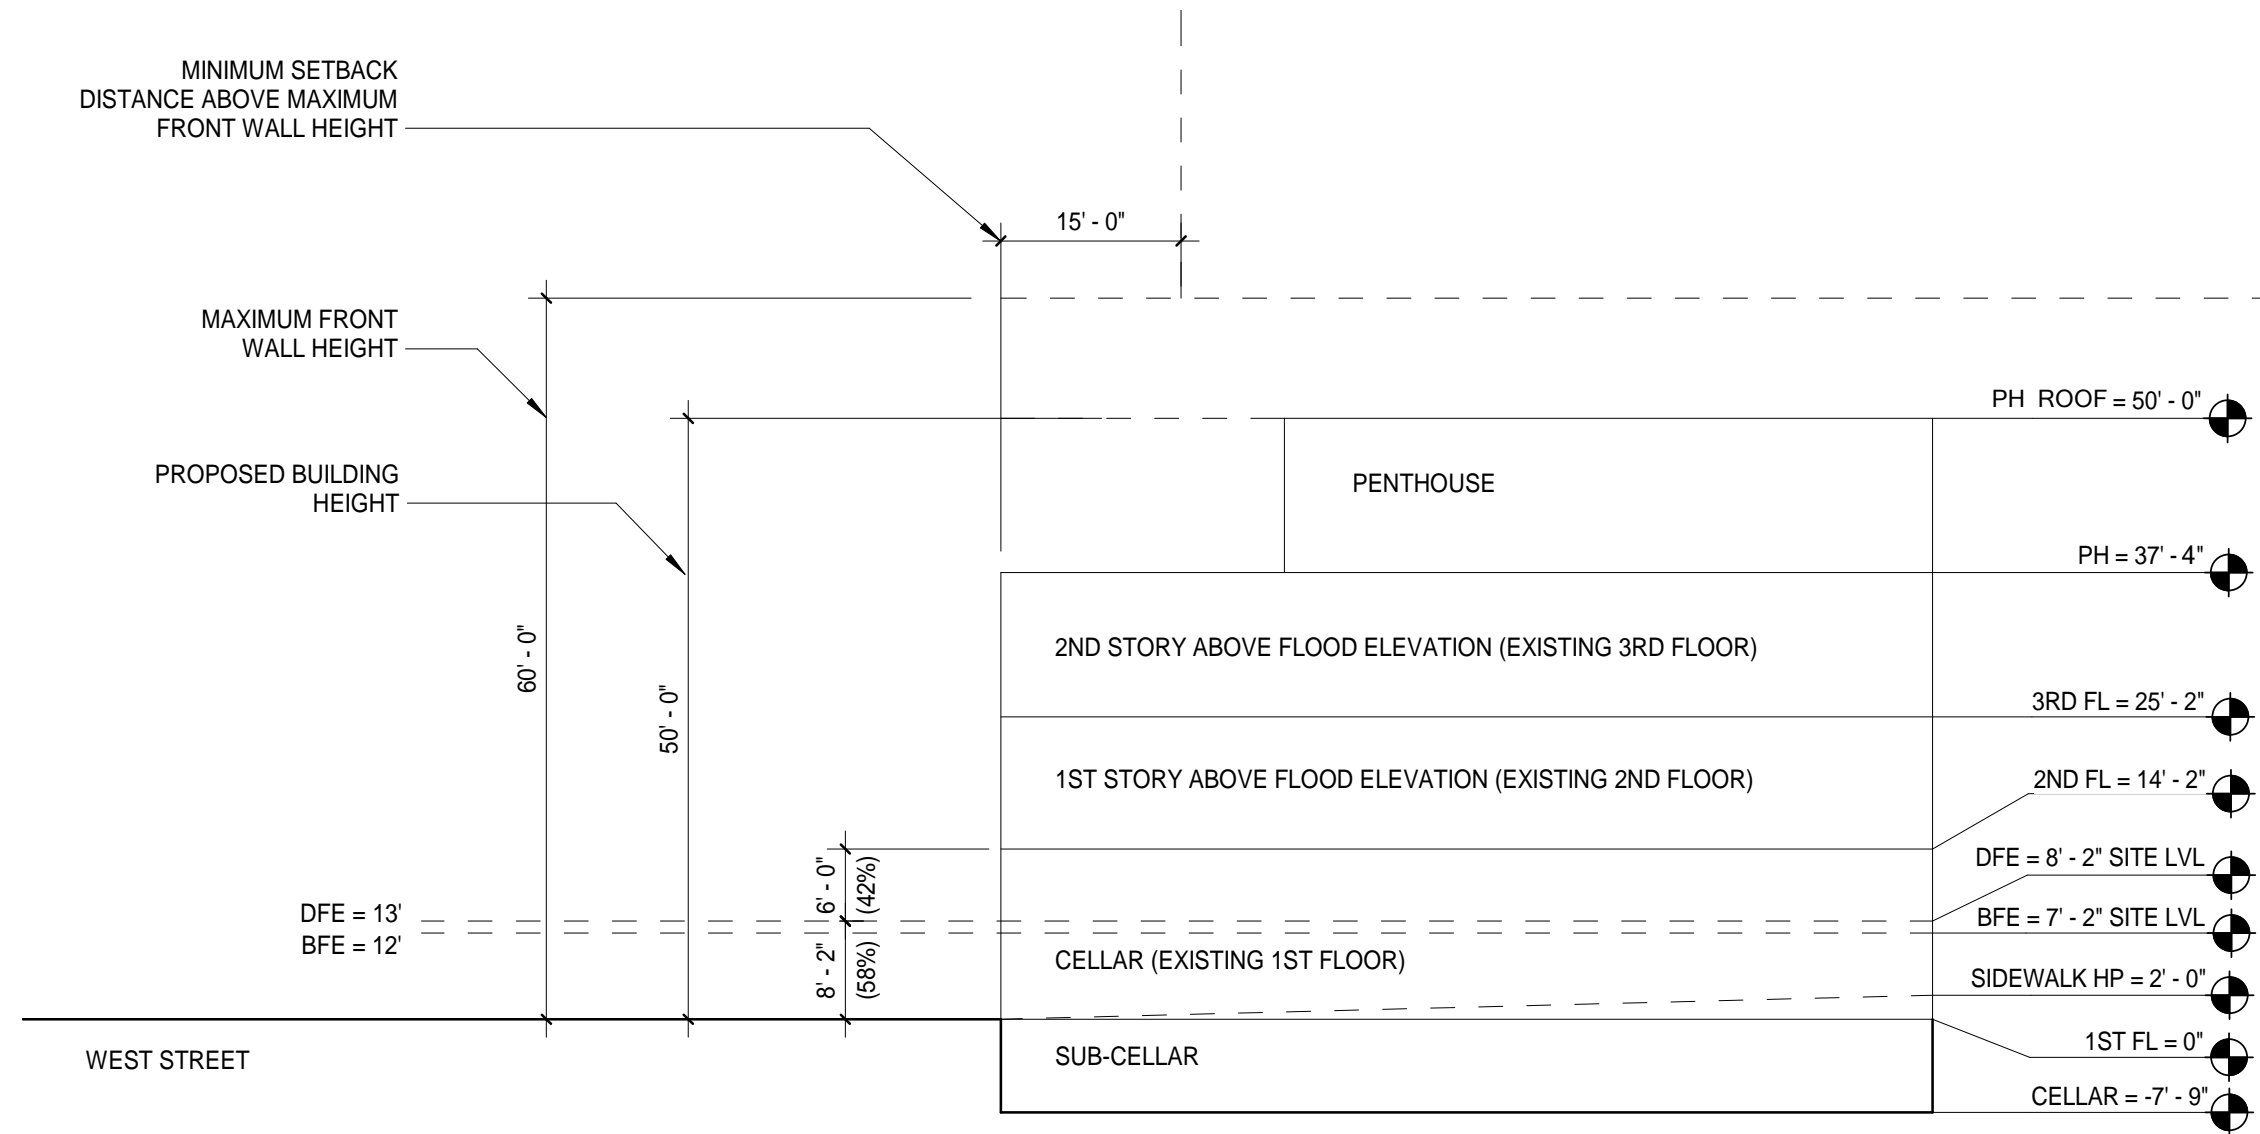 MINIMUM SETBACK
DISTANCE ABOVE MAXIMUM
FRONT WALL HEIGHT
15' - 0"
MAXIMUM FRONT
WALL HEIGHT
PROPOSED BUILDING
HEIGHT
60' - 0"
50' - 0"
6' - 0"
(42%)
8' - 2"
(58%)
DFE = 13'
BFE = 12'
WEST STREET
PENTHOUSE
2ND STORY ABOVE FLOOD ELEVATION (EXISTING 3RD FLOOR)
1ST STORY ABOVE FLOOD ELEVATION (EXISTING 2ND FLOOR)
CELLAR (EXISTING 1ST FLOOR)
SUB-CELLAR
PH ROOF = 50' - 0"
PH = 37' - 4"
3RD FL = 25' - 2"
2ND FL = 14' - 2"
DFE = 8' - 2" SITE LVL
BFE = 7' - 2" SITE LVL
SIDEWALK HP = 2' - 0"
1ST FL = 0"
CELLAR = -7' - 9"